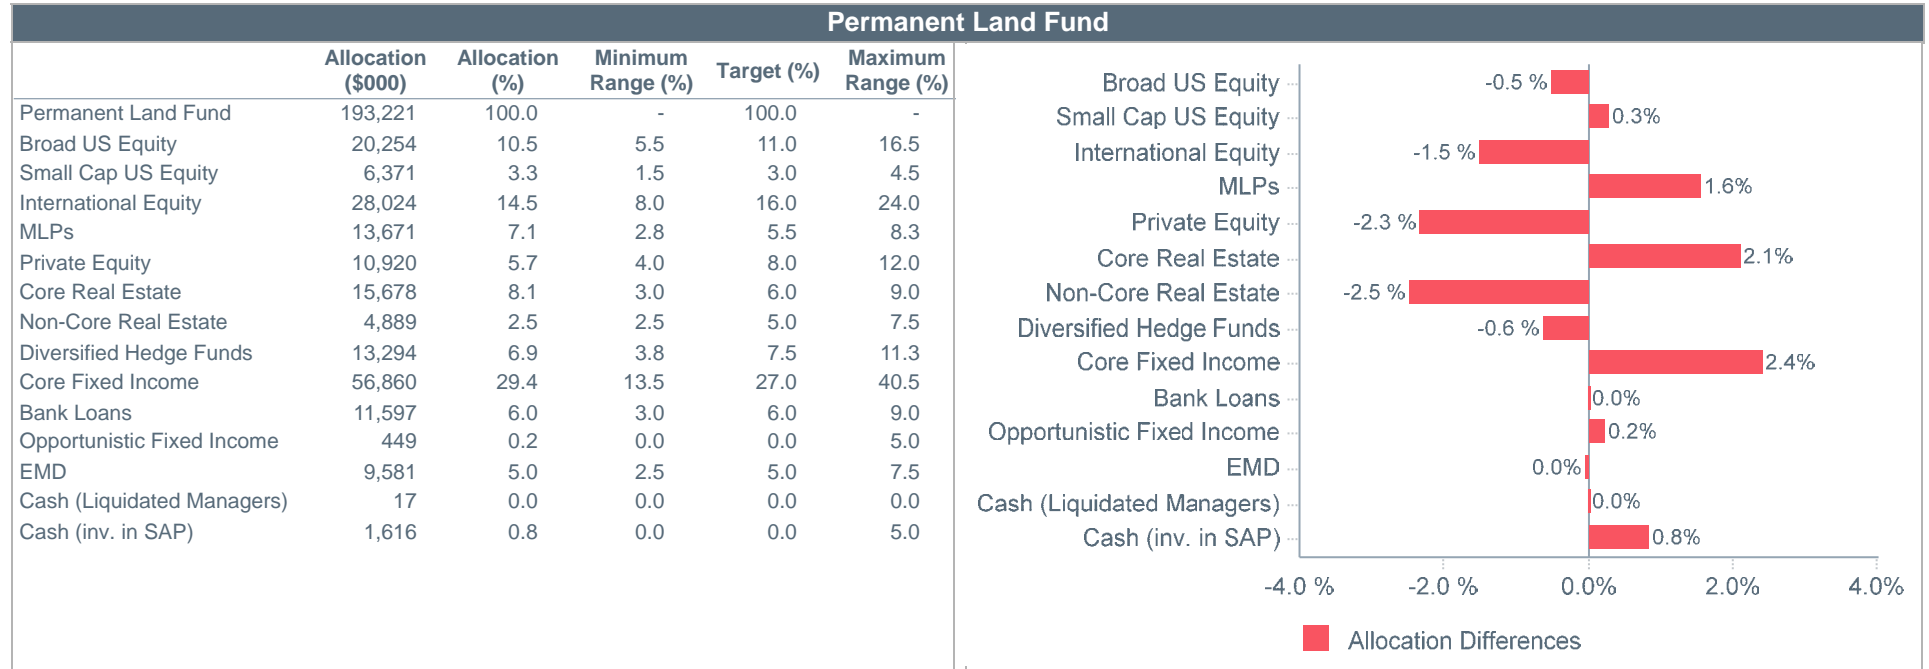 Permanent Land Fund
Allocation ($000) Allocation (%) Minimum Range (%) Target (%) Maximum Range (%)
Permanent Land Fund 193,221 100.0 - 100.0 -
Broad US Equity 20,254 10.5 5.5 11.0 16.5
Small Cap US Equity 6,371 3.3 1.5 3.0 4.5
International Equity 28,024 14.5 8.0 16.0 24.0
MLPs 13,671 7.1 2.8 5.5 8.3
Private Equity 10,920 5.7 4.0 8.0 12.0
Core Real Estate 15,678 8.1 3.0 6.0 9.0
Non-Core Real Estate 4,889 2.5 2.5 5.0 7.5
Diversified Hedge Funds 13,294 6.9 3.8 7.5 11.3
Core Fixed Income 56,860 29.4 13.5 27.0 40.5
Bank Loans 11,597 6.0 3.0 6.0 9.0
Opportunistic Fixed Income 449 0.2 0.0 0.0 5.0
EMD 9,581 5.0 2.5 5.0 7.5
Cash (Liquidated Managers) 17 0.0 0.0 0.0 0.0
Cash (inv. in SAP) 1,616 0.8 0.0 0.0 5.0
Broad US Equity -0.5 %
Small Cap US Equity 0.3%
International Equity -1.5 %
MLPs 1.6%
Private Equity -2.3 %
Core Real Estate 2.1%
Non-Core Real Estate -2.5 %
Diversified Hedge Funds -0.6 %
Core Fixed Income 2.4%
Bank Loans 0.0%
Opportunistic Fixed Income 0.2%
EMD 0.0%
Cash (Liquidated Managers) 0.0%
Cash (inv. in SAP) 0.8%
-4.0 % -2.0 % 0.0% 2.0% 4.0%
Allocation Differences